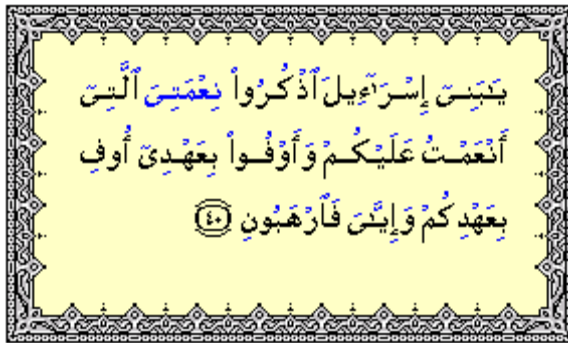 يَـٰبَنِىٓ إِسْرَٰٓءِيلَ ٱذْكُرُوا۟ نِعْمَتِىَ ٱلَّتِىٓ
أَنْعَمْتُ عَلَيْكُمْ وَأَوْفُوا۟ بِعَهْدِىٓ أُوفِ
بِعَهْدِكُمْ وَإِيَّـٰىَ فَٱرْهَبُونِ ﴿٤٠﴾